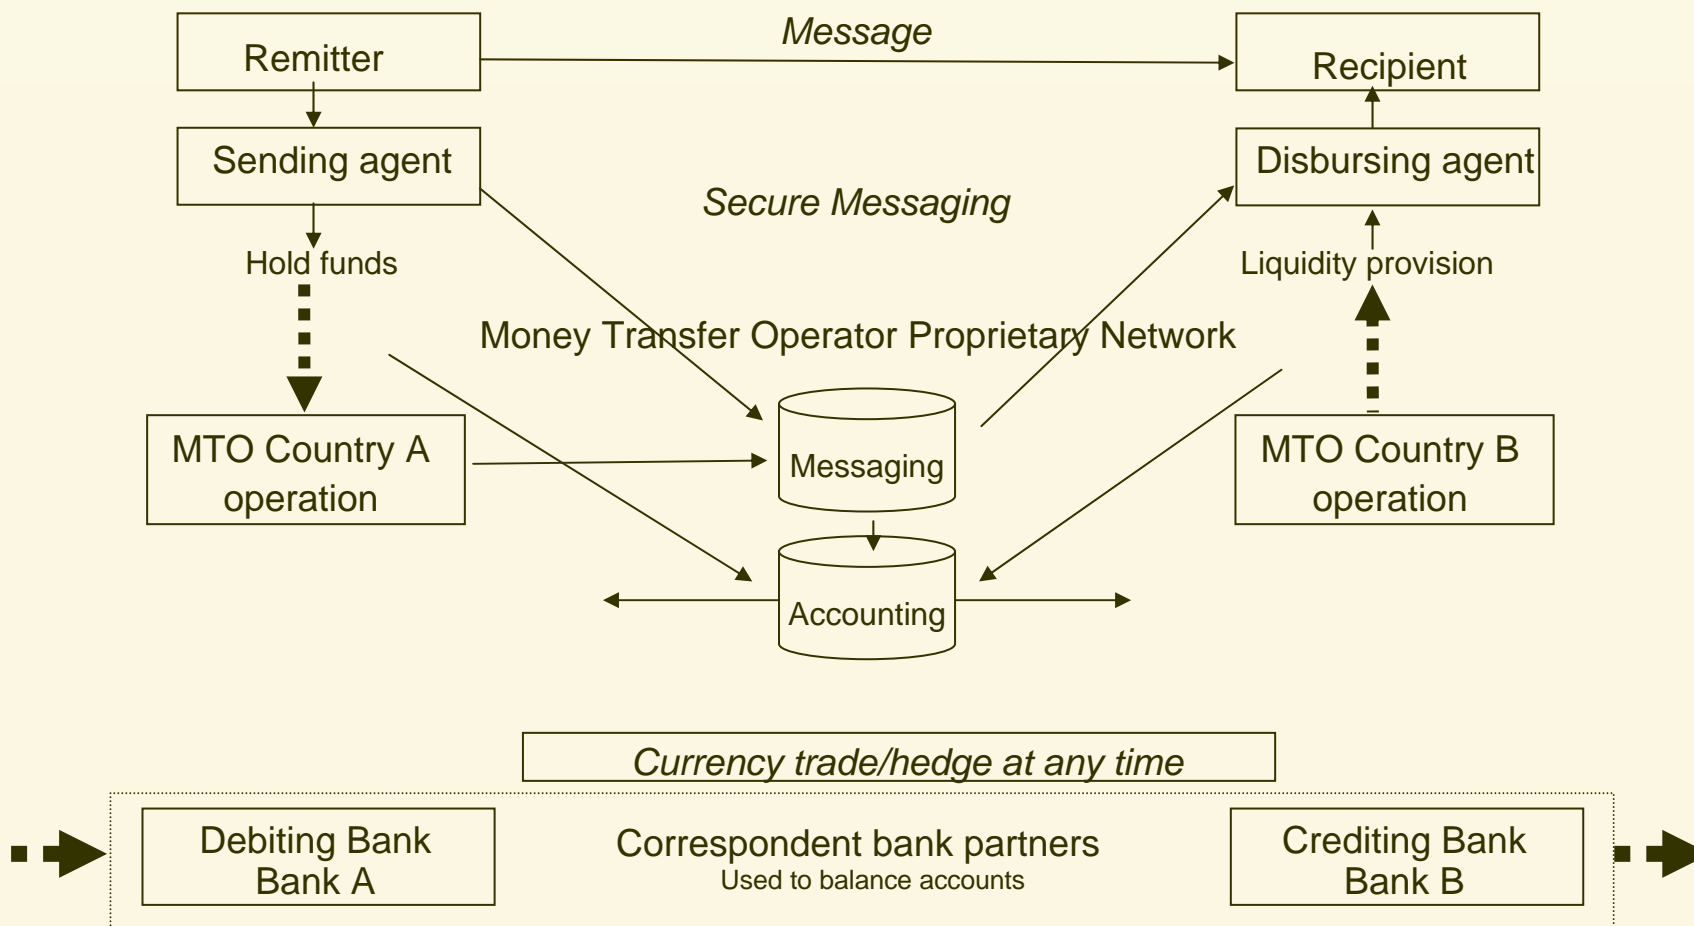 Message
Remitter
Recipient
Sending agent
Disbursing agent
Secure Messaging
Hold funds
Liquidity provision
Money Transfer Operator Proprietary Network
MTO Country A
operation
Messaging
MTO Country B
operation
Accounting
Currency trade/hedge at any time
Debiting Bank
Bank A
Correspondent bank partners
Used to balance accounts
Crediting Bank
Bank B